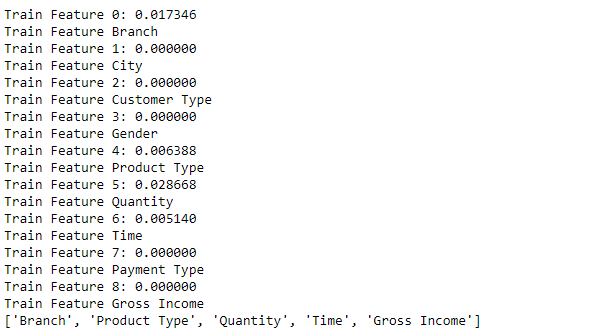 Train Feature 0: 0.017346
Train Feature Branch
Train Feature 1: 0.000000
Train Feature City
Train Feature 2: 0.000000
Train Feature Customer Type
Train Feature 3: 0.000000
Train Feature Gender
Train Feature 4: 0.006388
Train Feature Product Type
Train Feature 5: 0.028668
Train Feature Quantity
Train Feature 6: 0.005140
Train Feature Time
Train Feature 7: 0.000000
Train Feature Payment Type
Train Feature 8: 0.000000
Train Feature Gross Income
['Branch', 'Product Type', 'Quantity', 'Time', 'Gross Income']